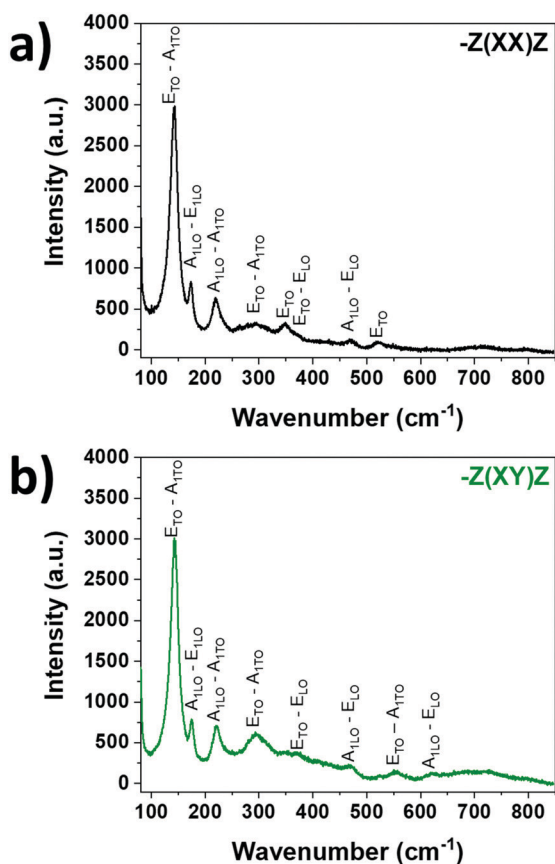 a)
-Z(XX)Z
Intensity (a.u.)
4000
3500
3000
2500
2000
1500
1000
500
0
E_TO - A_1TO
A_1LO - E_1LO
A_1LO - A_1TO
E_TO - A_1TO
E_TO
E_TO - E_LO
A_1LO - E_LO
E_TO
100 200 300 400 500 600 700 800
Wavenumber (cm⁻¹)
b)
-Z(XY)Z
Intensity (a.u.)
4000
3500
3000
2500
2000
1500
1000
500
0
E_TO - A_1TO
A_1LO - E_1LO
A_1LO - A_1TO
E_TO - A_1TO
E_TO - E_LO
A_1LO - E_LO
E_TO – A_1TO
A_1LO - E_LO
100 200 300 400 500 600 700 800
Wavenumber (cm⁻¹)